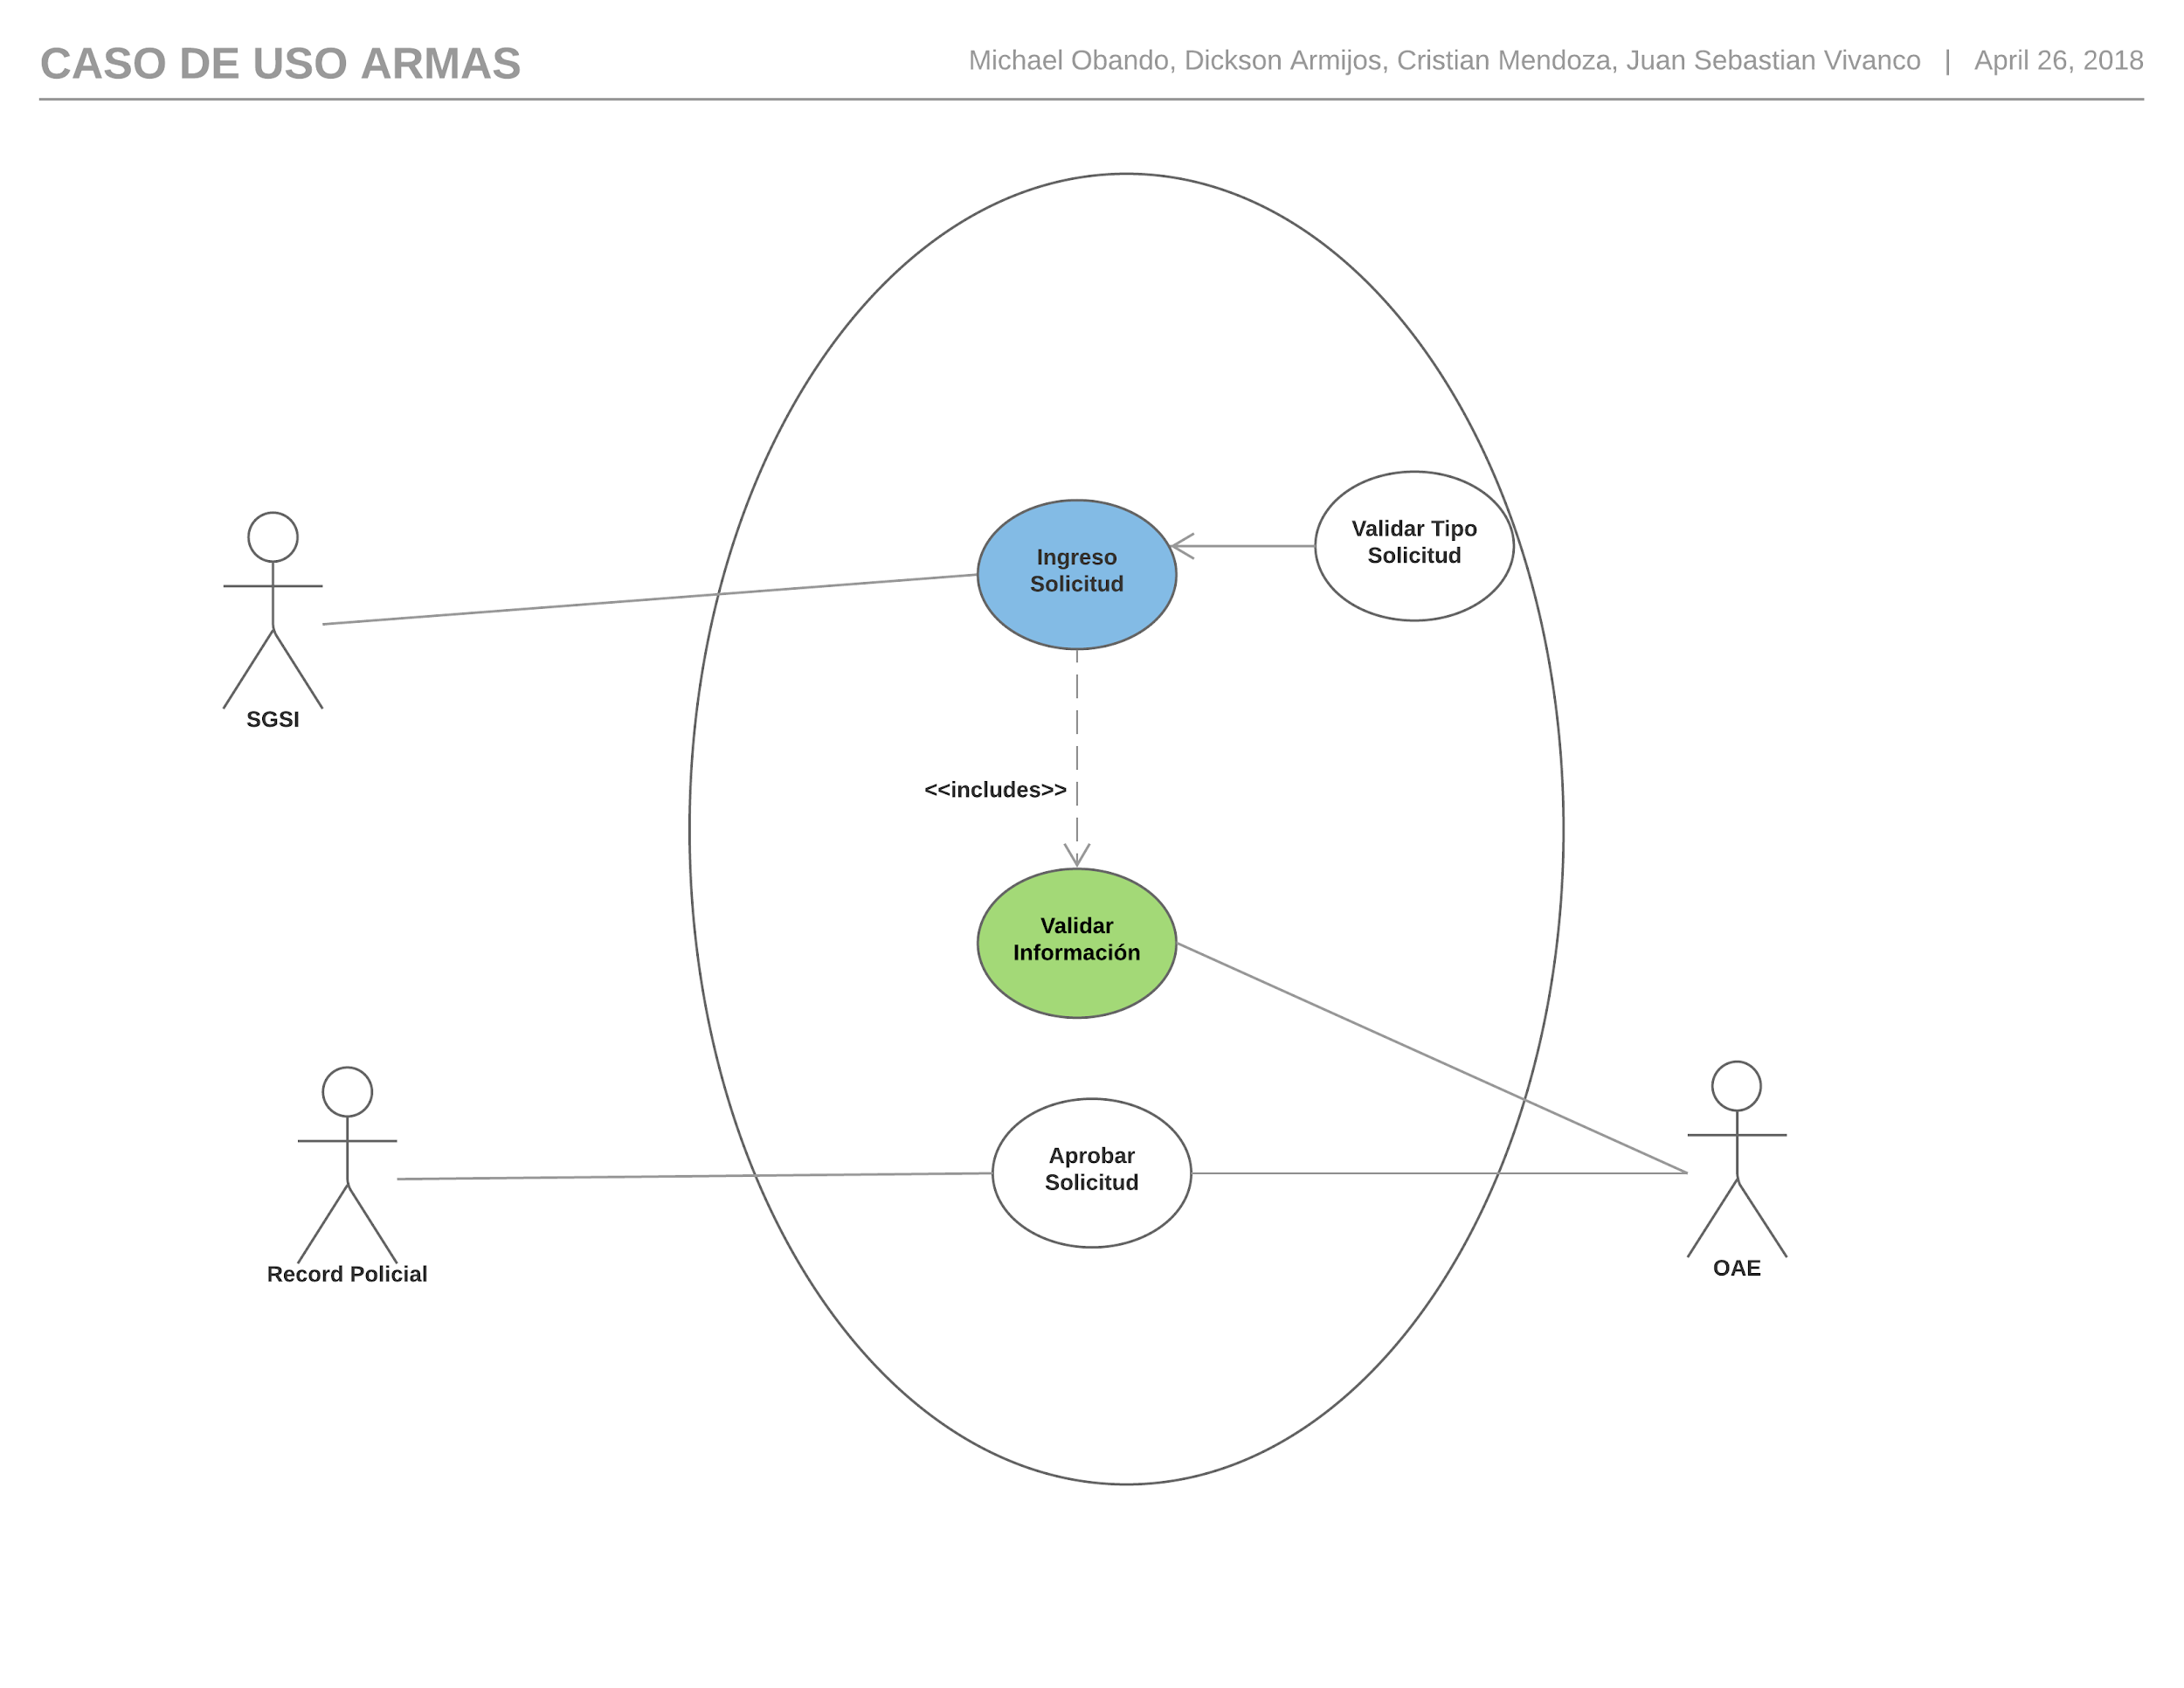 CASO DE USO ARMAS
Michael Obando, Dickson Armijos, Cristian Mendoza, Juan Sebastian Vivanco | April 26, 2018
Validar Tipo
Solicitud
Ingreso
Solicitud
SGSI
<<includes>>
Validar
Información
Aprobar
Solicitud
Record Policial
OAE